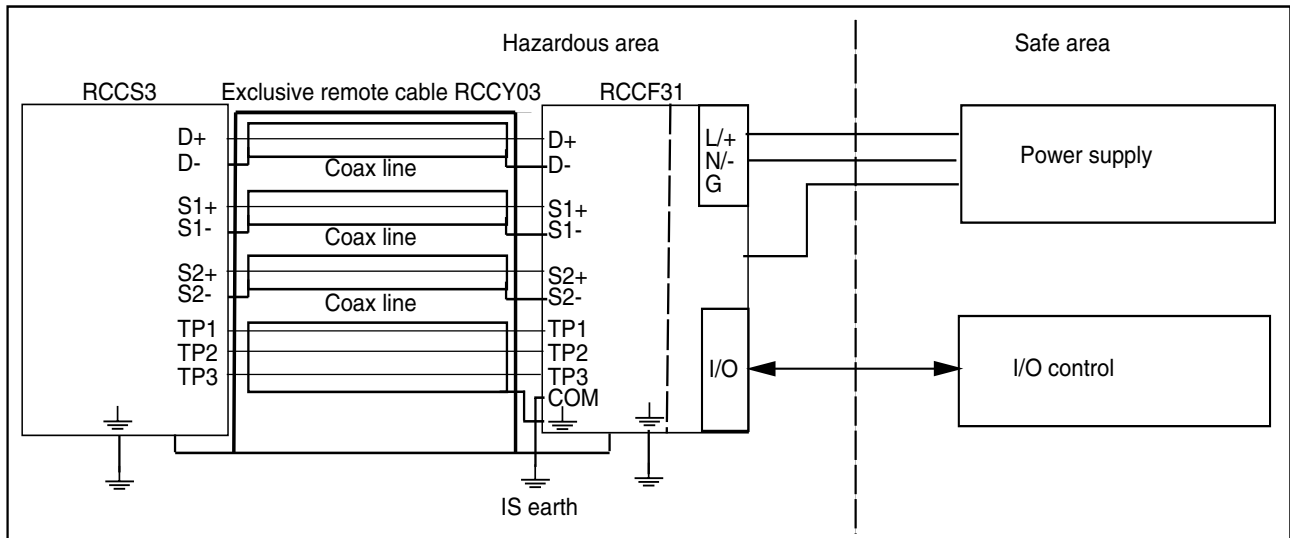 Hazardous area
Safe area
RCCS3
Exclusive remote cable RCCY03
RCCF31
D+
D-
S1+
S1-
S2+
S2-
TP1
TP2
TP3
Coax line
Coax line
Coax line
D+
D-
S1+
S1-
S2+
S2-
TP1
TP2
TP3
COM
L/+
N/-
G
I/O
Power supply
I/O control
IS earth